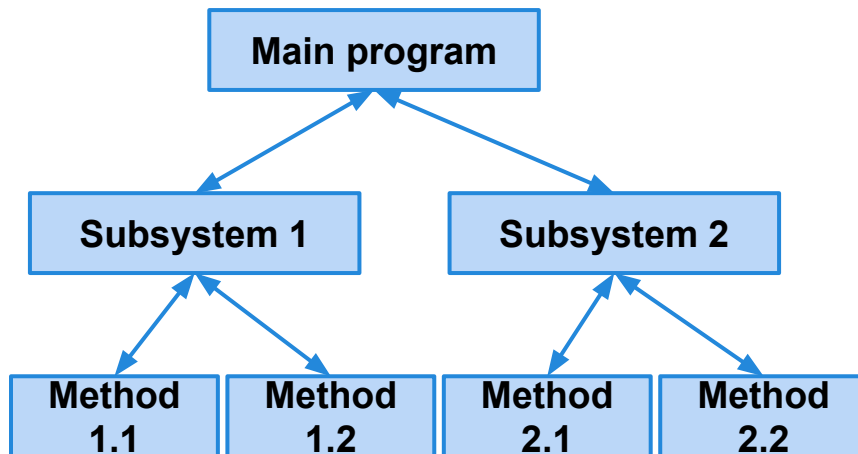 Main program
Subsystem 1
Subsystem 2
Method
1.1
Method
1.2
Method
2.1
Method
2.2